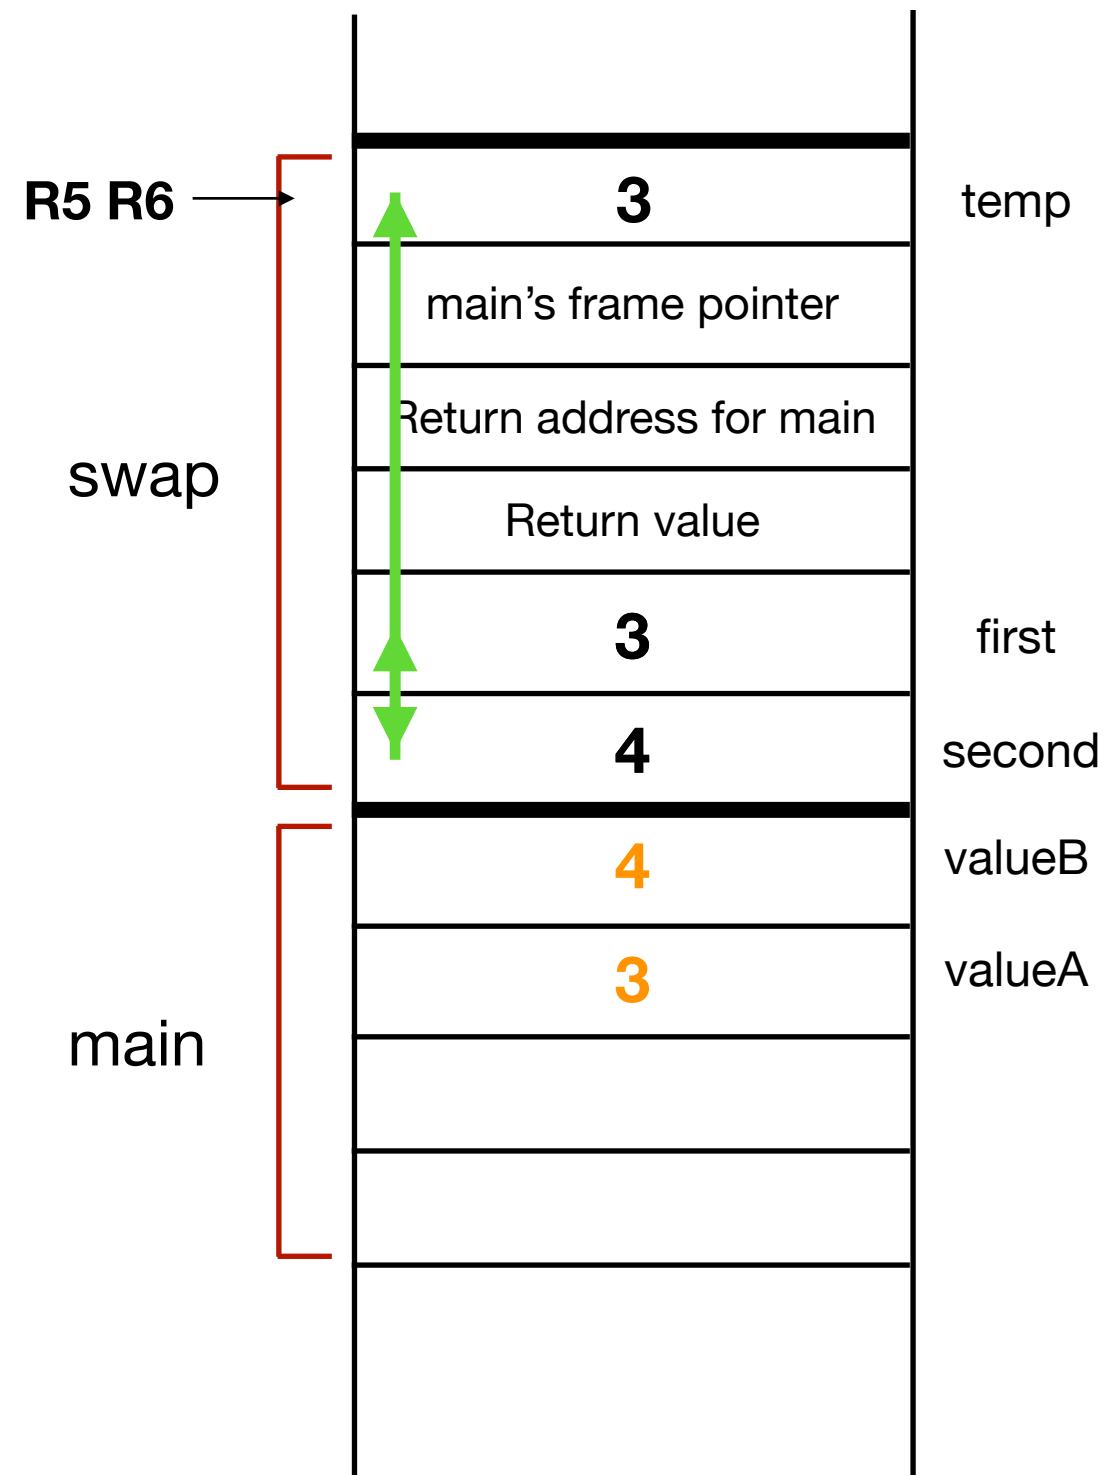 R5 R6
3
temp
main’s frame pointer
Return address for main
swap
Return value
3
first
4
second
4
valueB
3
valueA
main